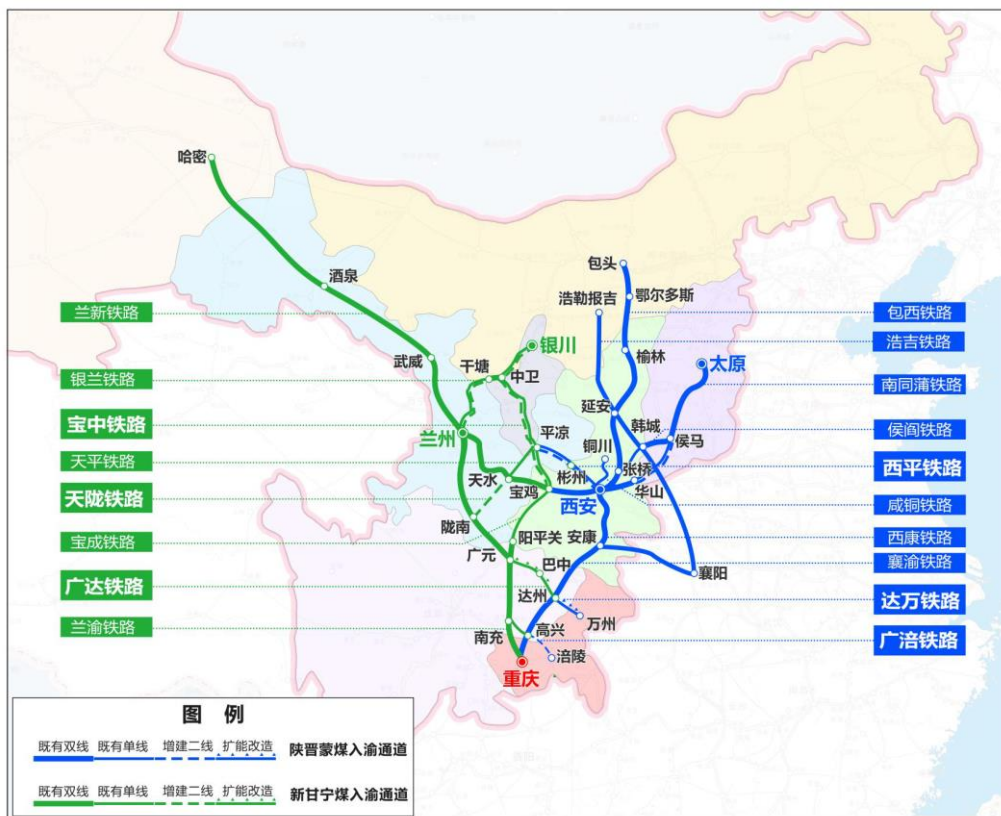 哈密
酒泉
包头
浩勒报吉
鄂尔多斯
兰新铁路
包西铁路
浩吉铁路
银川
武威
干塘
榆林
太原
银兰铁路
中卫
南同蒲铁路
延安
韩城
宝中铁路
兰州
平凉
铜川
侯马
侯阎铁路
天平铁路
彬州
张桥
西平铁路
天水
宝鸡
华山
天陇铁路
西安
咸铜铁路
陇南
宝成铁路
阳平关
安康
西康铁路
广元
巴中
襄渝铁路
襄阳
广达铁路
达州
达万铁路
万州
兰渝铁路
南充
高兴
广涪铁路
涪陵
重庆
图 例
既有双线 既有单线 增建二线 扩能改造 陕晋蒙煤入渝通道
既有双线 既有单线 增建二线 扩能改造 新甘宁煤入渝通道